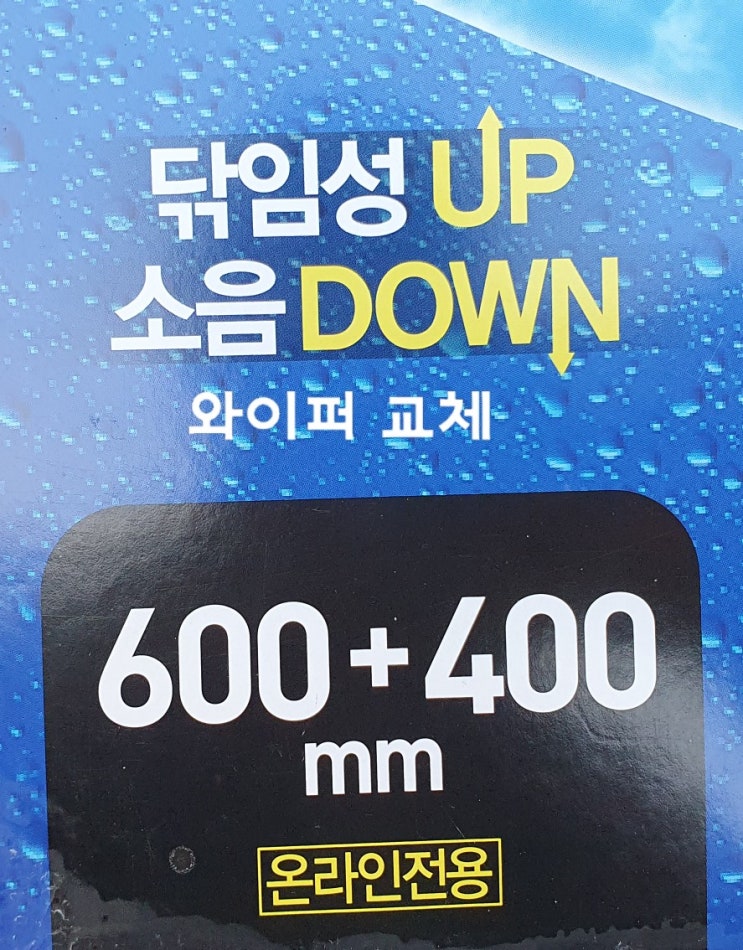 닦임성 UP
소음 DOWN
와이퍼 교체
600+400
mm
온라인전용